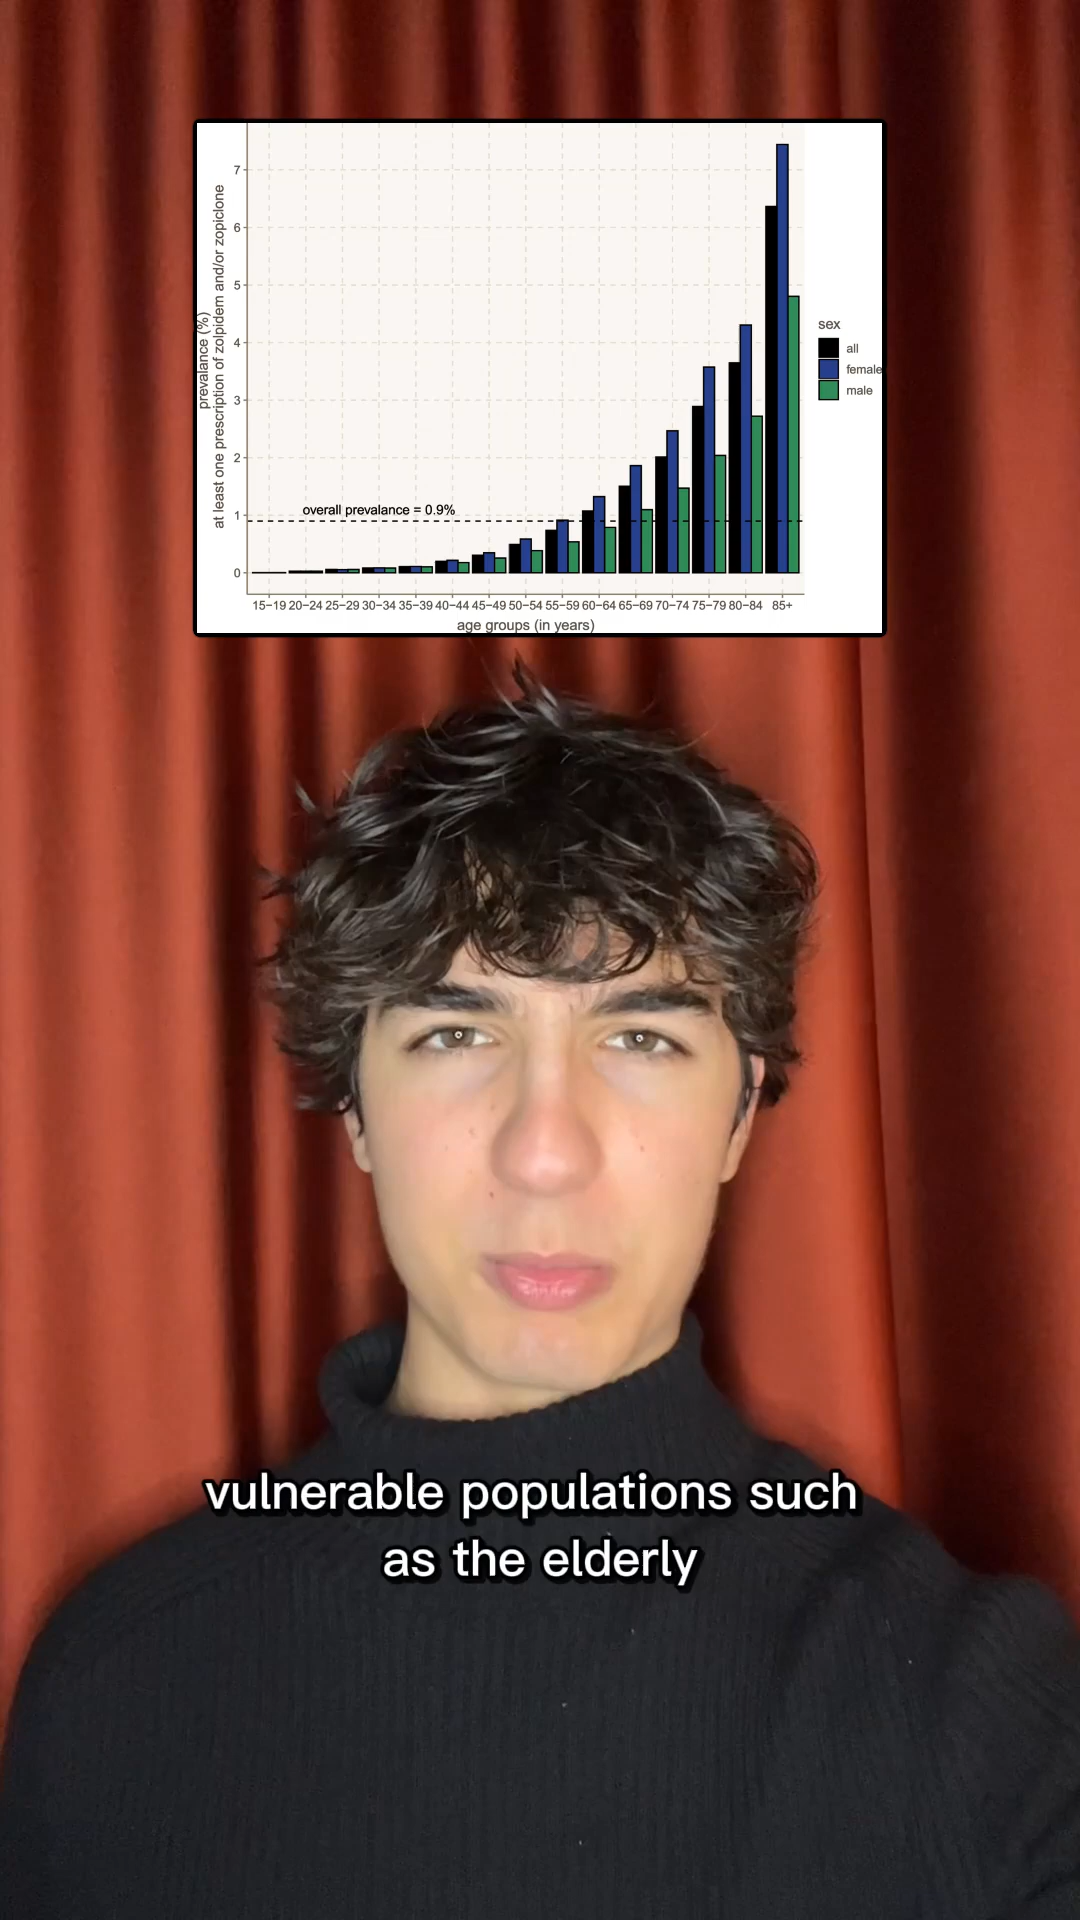 prevalance (%)
at least one prescription of zolpidem and/or zopiclone
7
6
5
4
3
2
1
0
overall prevalance = 0.9%
15−19 20−24 25−29 30−34 35−39 40−44 45−49 50−54 55−59 60−64 65−69 70−74 75−79 80−84 85+
age groups (in years)
sex
all
female
male
vulnerable populations such
as the elderly